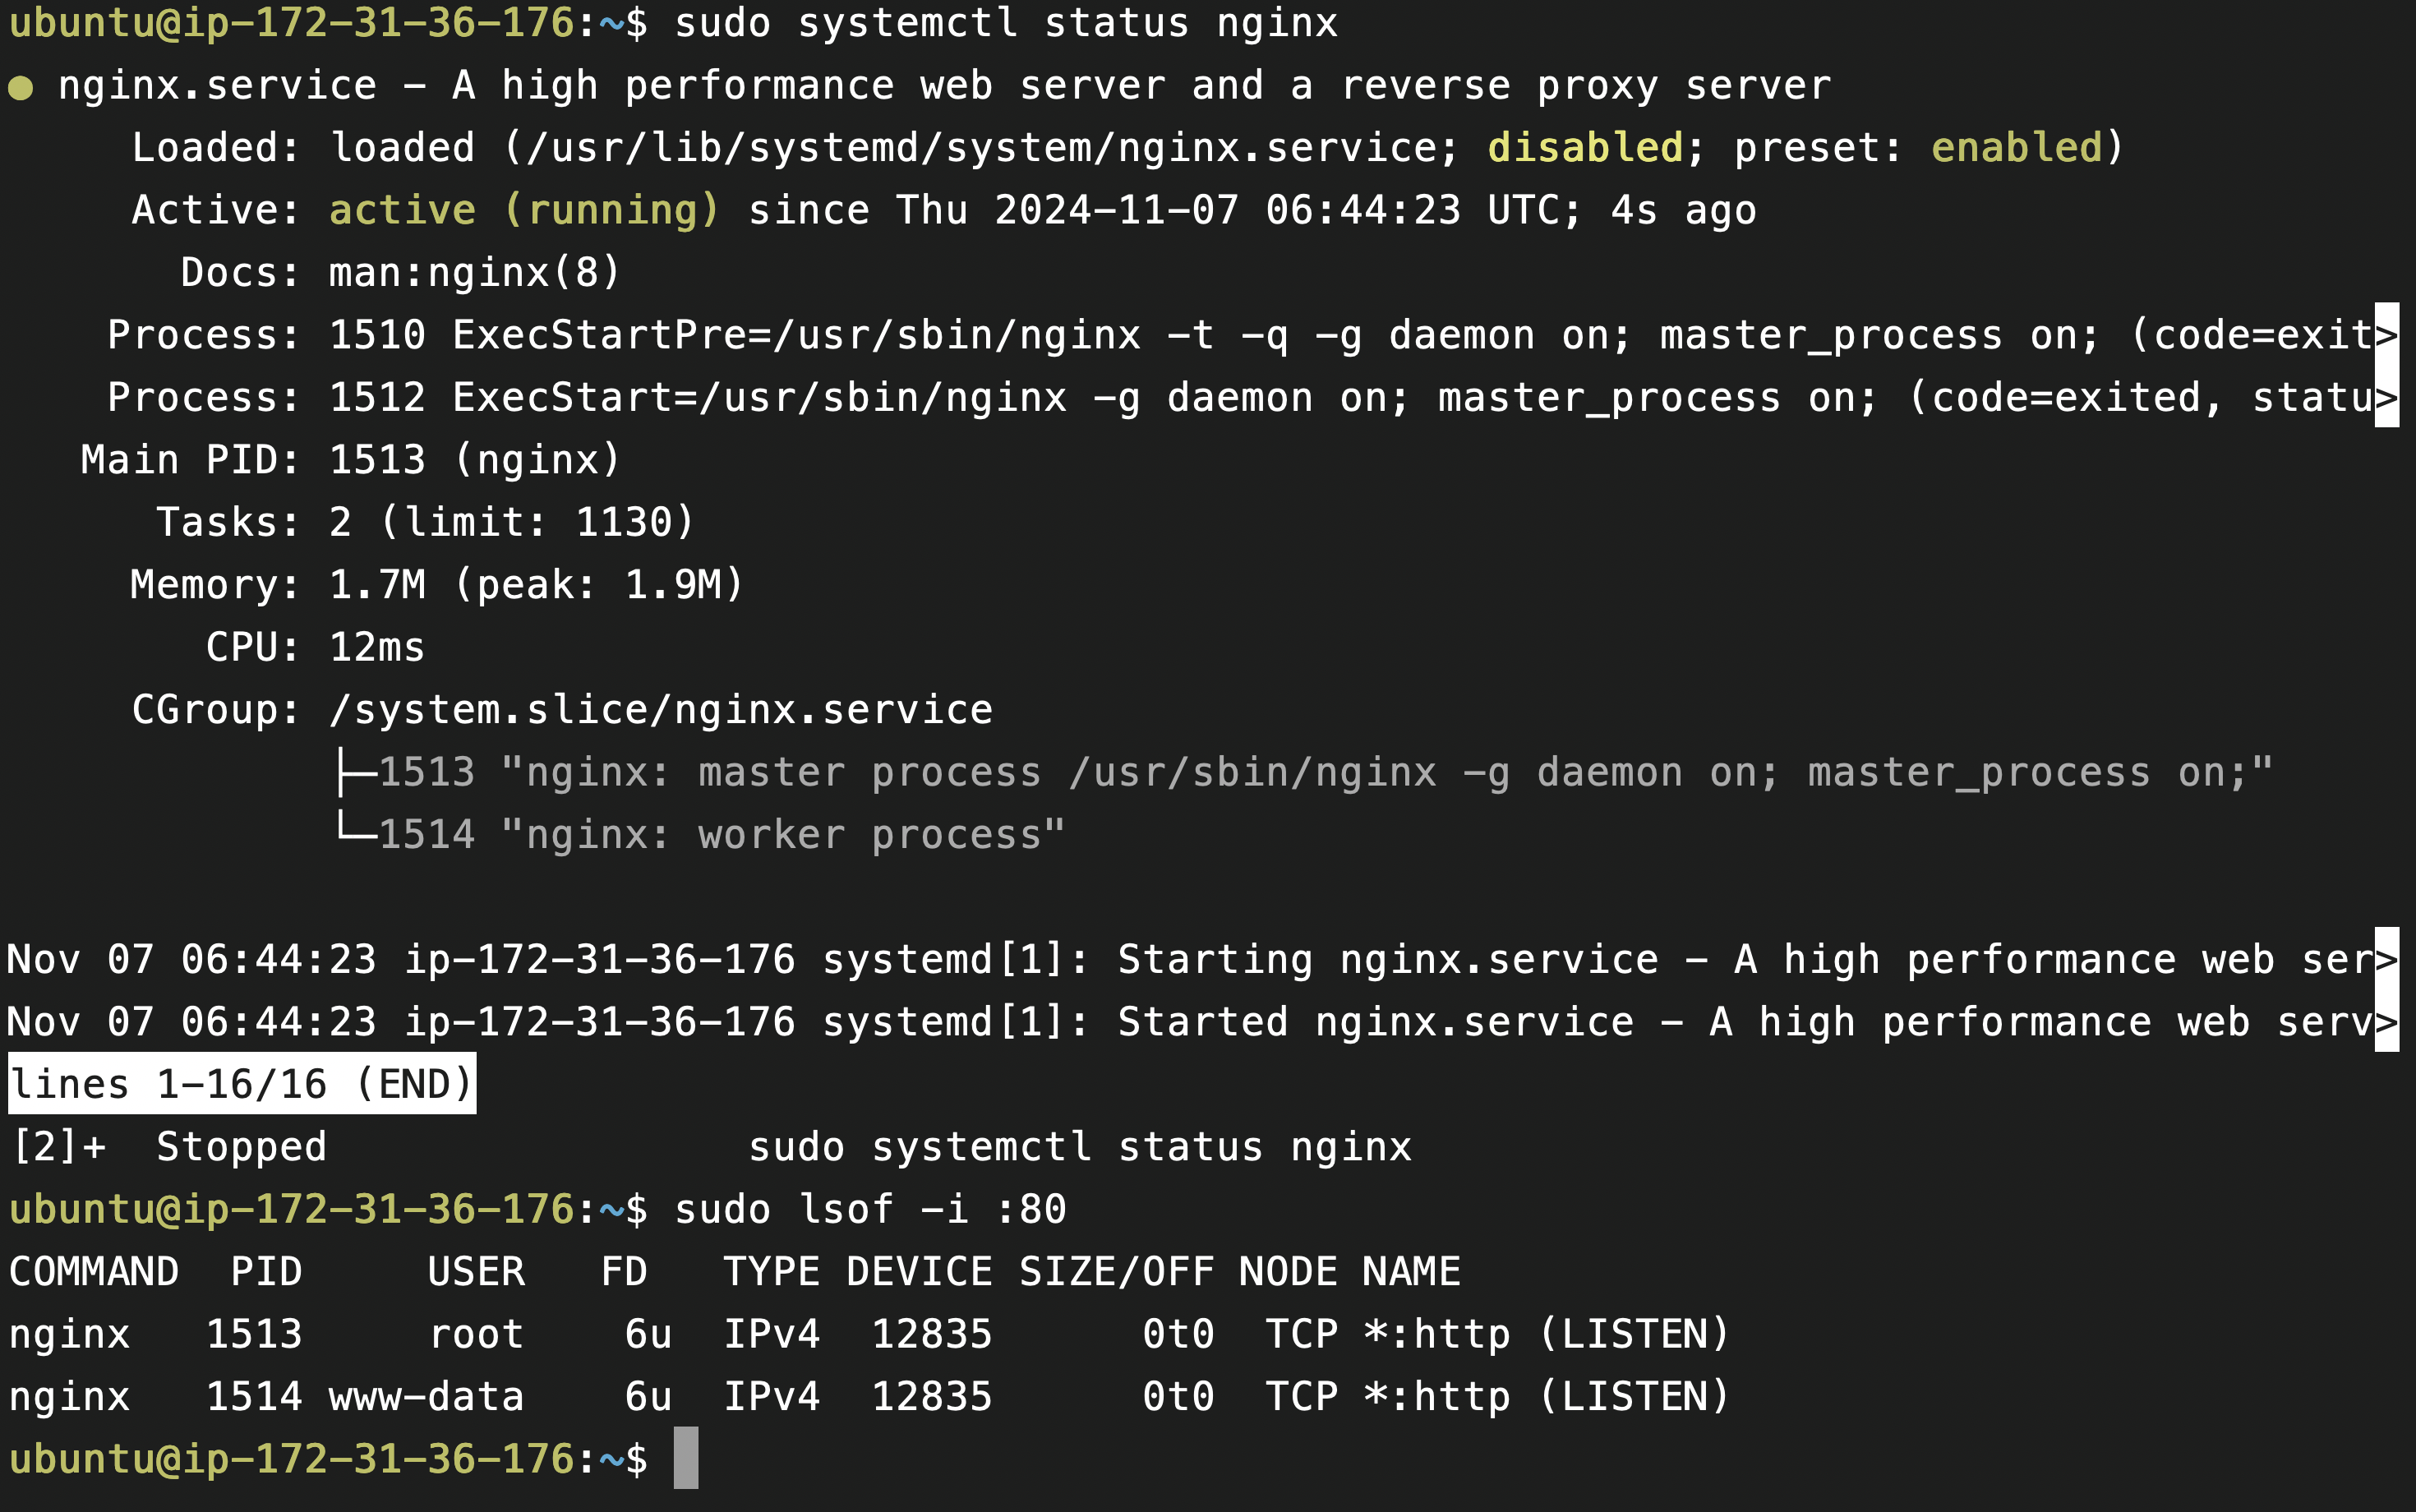 ubuntu@ip-172-31-36-176:~$ sudo systemctl status nginx
● nginx.service - A high performance web server and a reverse proxy server
     Loaded: loaded (/usr/lib/systemd/system/nginx.service; disabled; preset: enabled)
     Active: active (running) since Thu 2024-11-07 06:44:23 UTC; 4s ago
       Docs: man:nginx(8)
    Process: 1510 ExecStartPre=/usr/sbin/nginx -t -q -g daemon on; master_process on; (code=exit>
    Process: 1512 ExecStart=/usr/sbin/nginx -g daemon on; master_process on; (code=exited, statu>
   Main PID: 1513 (nginx)
      Tasks: 2 (limit: 1130)
     Memory: 1.7M (peak: 1.9M)
        CPU: 12ms
     CGroup: /system.slice/nginx.service
             ├─1513 "nginx: master process /usr/sbin/nginx -g daemon on; master_process on;"
             └─1514 "nginx: worker process"

Nov 07 06:44:23 ip-172-31-36-176 systemd[1]: Starting nginx.service - A high performance web ser>
Nov 07 06:44:23 ip-172-31-36-176 systemd[1]: Started nginx.service - A high performance web serv>
lines 1-16/16 (END)
[2]+  Stopped                 sudo systemctl status nginx
ubuntu@ip-172-31-36-176:~$ sudo lsof -i :80
COMMAND  PID     USER   FD   TYPE DEVICE SIZE/OFF NODE NAME
nginx   1513     root    6u  IPv4  12835      0t0  TCP *:http (LISTEN)
nginx   1514 www-data    6u  IPv4  12835      0t0  TCP *:http (LISTEN)
ubuntu@ip-172-31-36-176:~$